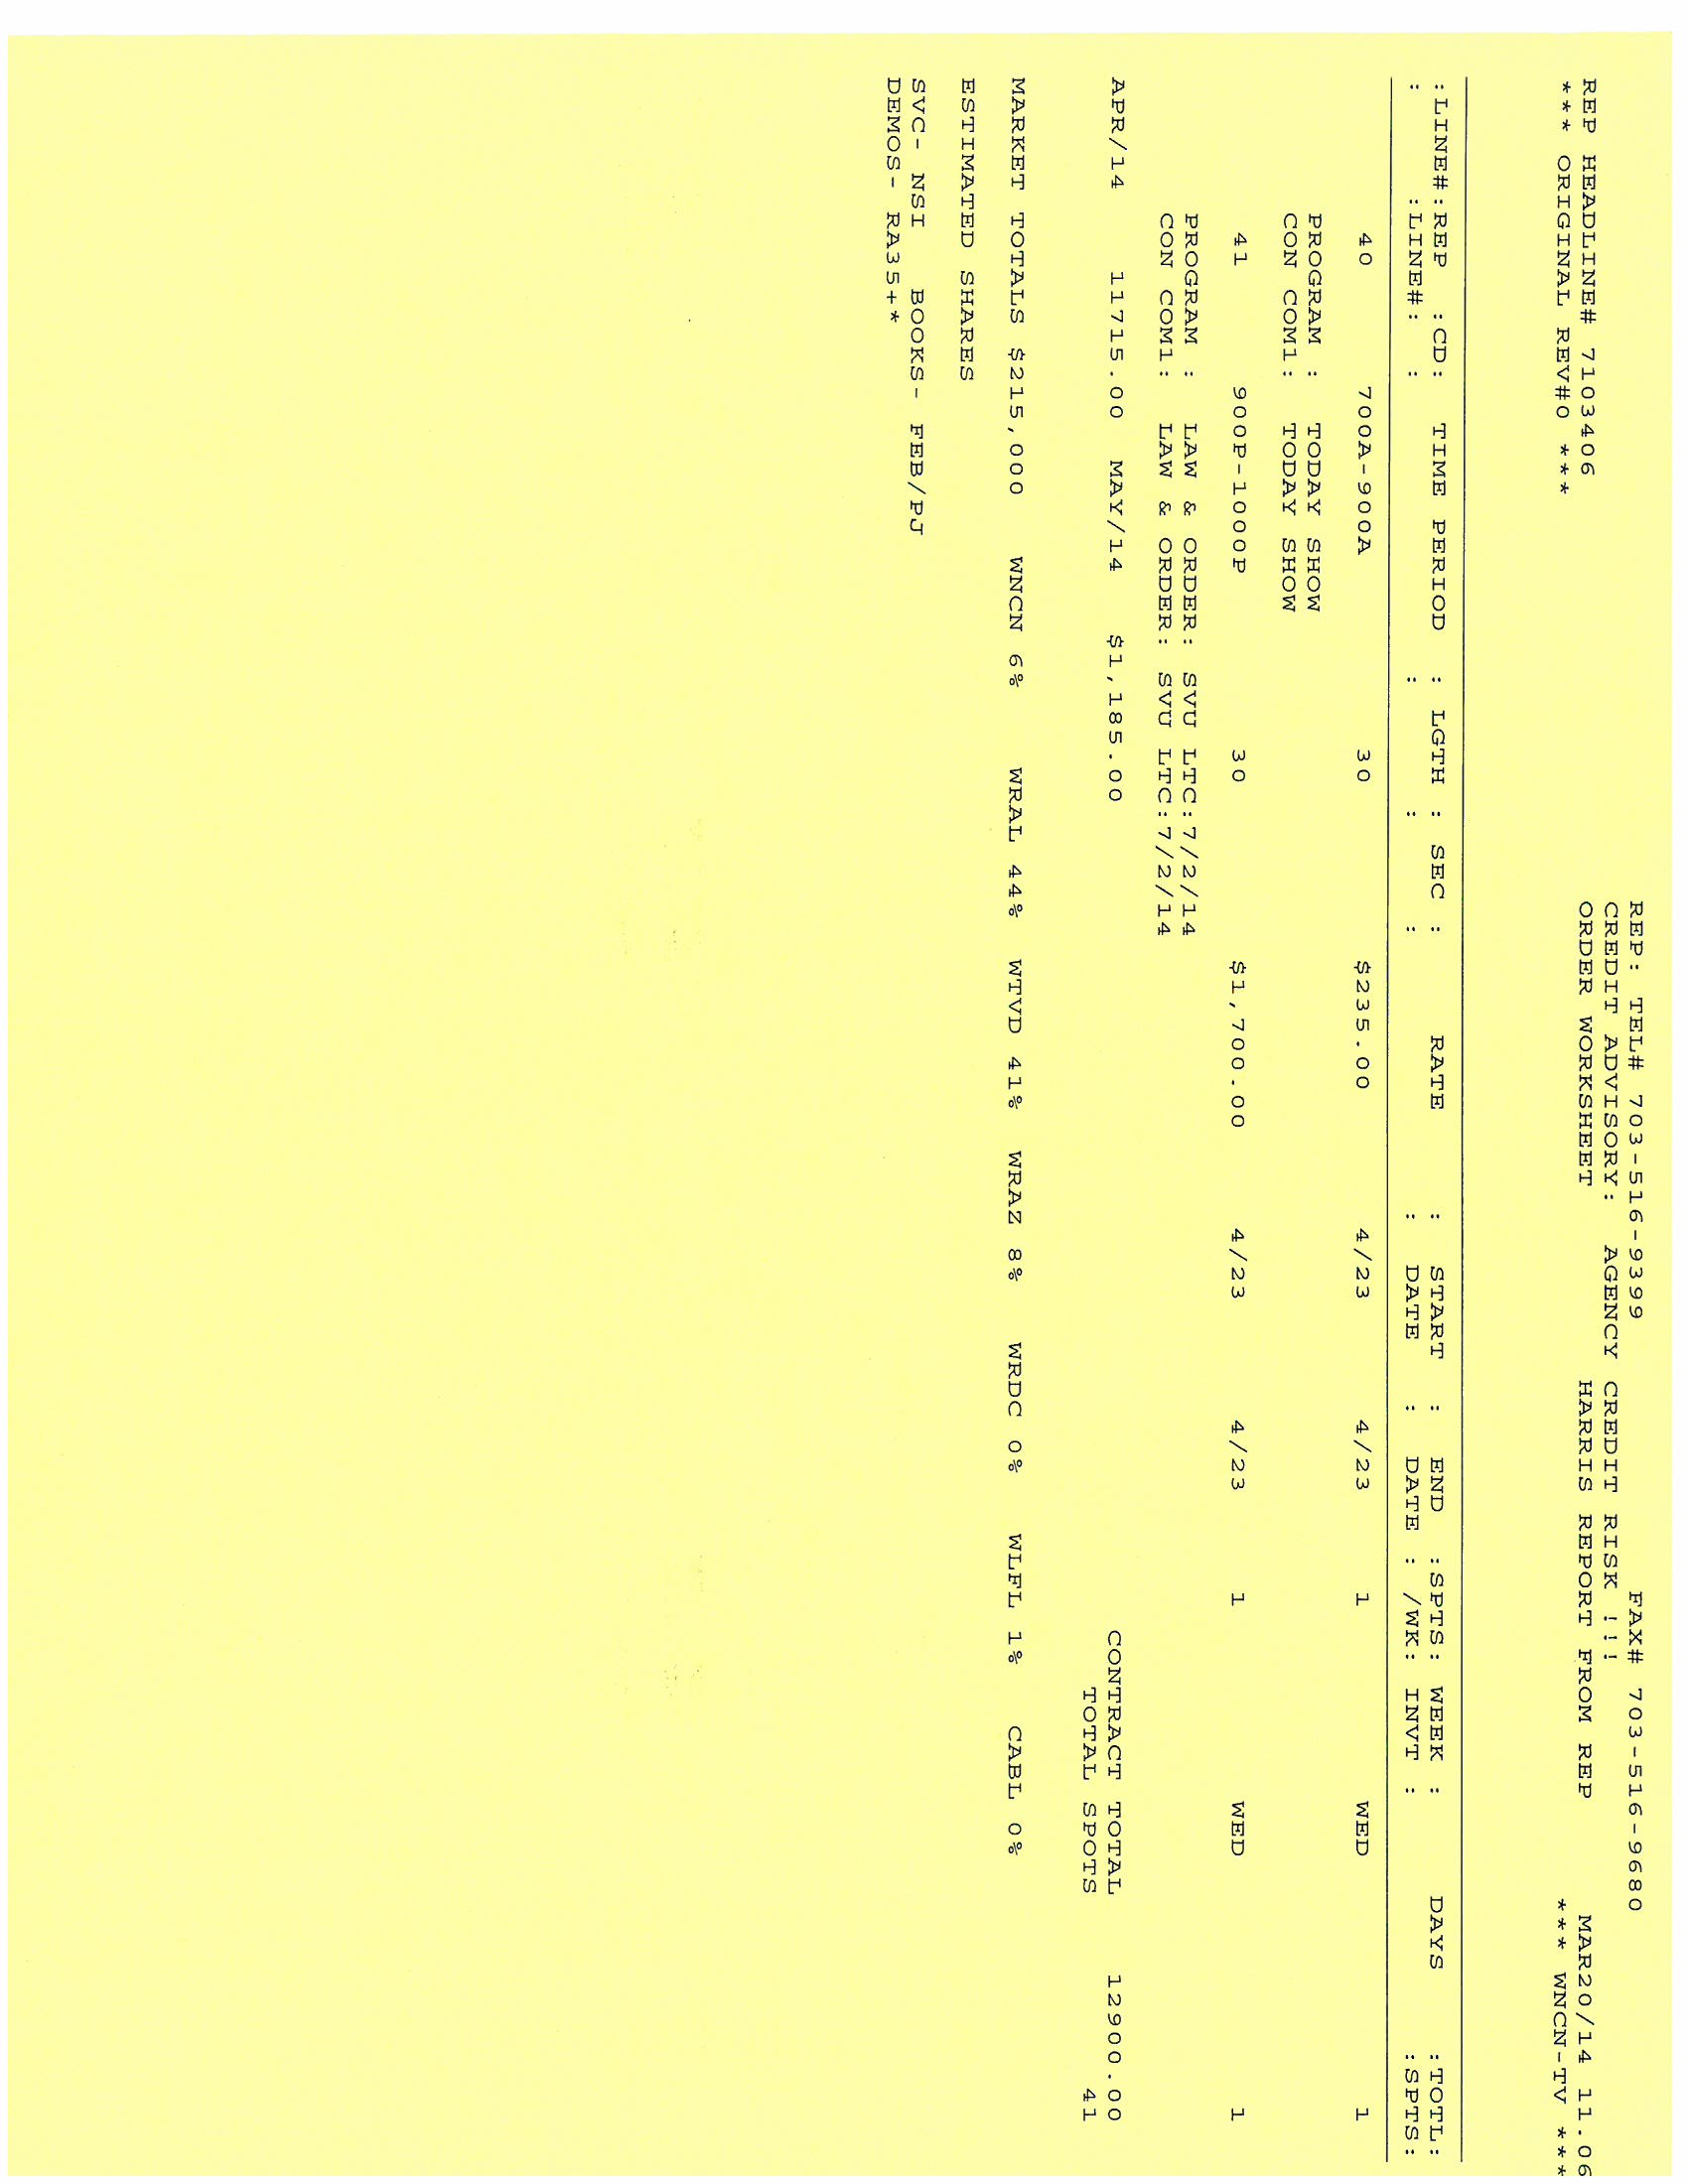 REP: TEL# 703-516-9399 FAX# 703-516-9680
CREDIT ADVISORY: AGENCY CREDIT RISK !!!
REP HEADLINE# 7103406 ORDER WORKSHEET HARRIS REPORT FROM REP MAR20/14 11.06
*** ORIGINAL REV#0 *** *** WNCN-TV ***
:LINE#:REP :CD: TIME PERIOD : LGTH : SEC : RATE : START : END :SPTS: WEEK : DAYS :TOTL:
: :LINE#: : : : : : DATE : DATE : /WK: INVT : :SPTS:
40 700A-900A 30 $235.00 4/23 4/23 1 WED 1
PROGRAM : TODAY SHOW
CON COM1: TODAY SHOW
41 900P-1000P 30 $1,700.00 4/23 4/23 1 WED 1
PROGRAM : LAW & ORDER: SVU LTC:7/2/14
CON COM1: LAW & ORDER: SVU LTC:7/2/14
APR/14 11715.00 MAY/14 $1,185.00 CONTRACT TOTAL 12900.00
TOTAL SPOTS 41
MARKET TOTALS $215,000 WNCN 6% WRAL 44% WTVD 41% WRAZ 8% WRDC 0% WLFL 1% CABL 0%
ESTIMATED SHARES
SVC- NSI BOOKS- FEB/PJ
DEMOS- RA35+*